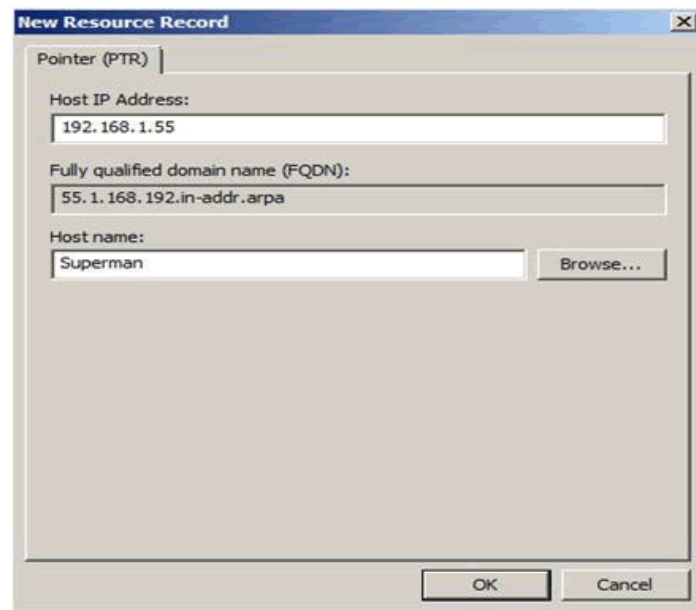 New Resource Record
Pointer (PTR)
Host IP Address:
192.168.1.55
Fully qualified domain name (FQDN):
55.1.168.192.in-addr.arpa
Host name:
Superman
Browse...
OK
Cancel